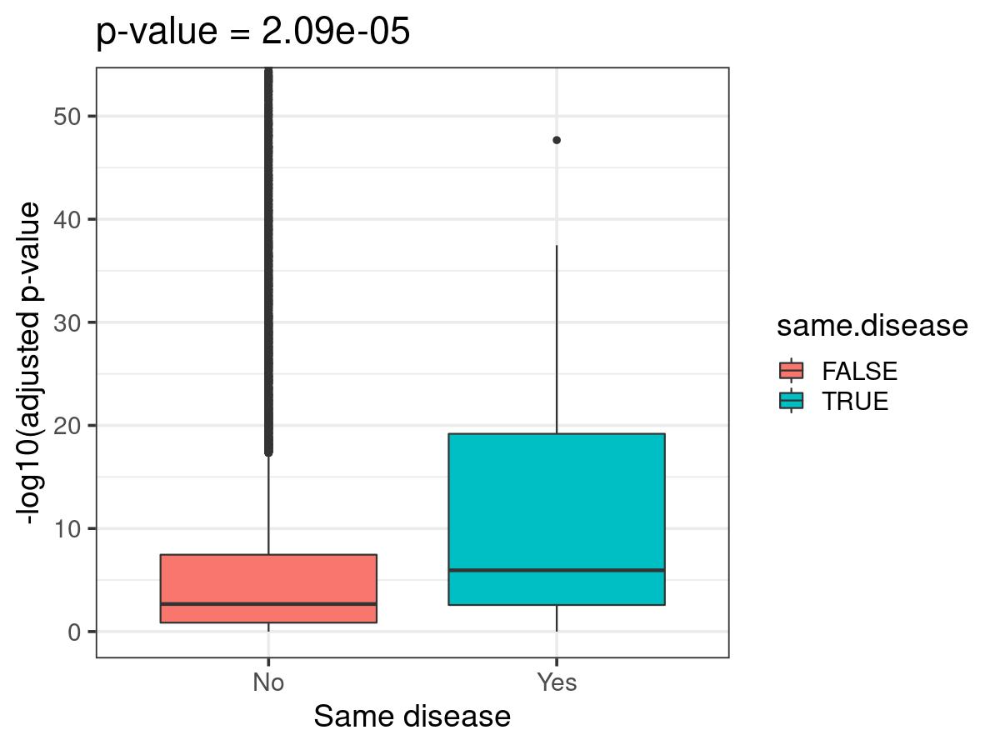 p-value = 2.09e-05
-log10(adjusted p-value
50
40
30
20
10
0
No
Yes
Same disease
same.disease
FALSE
TRUE